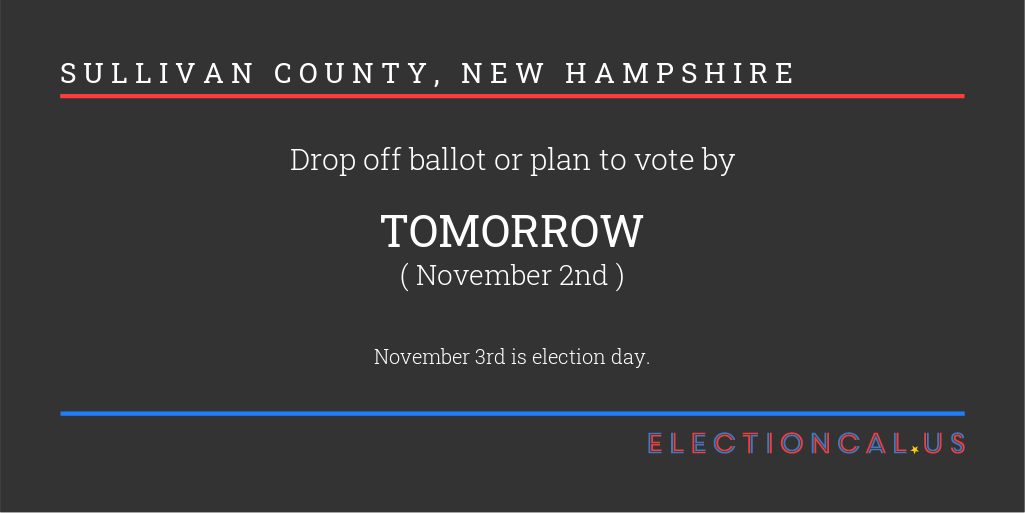 SULLIVAN COUNTY, NEW HAMPSHIRE
Drop off ballot or plan to vote by
TOMORROW
( November 2nd )
November 3rd is election day.
ELECTIONCAL.US